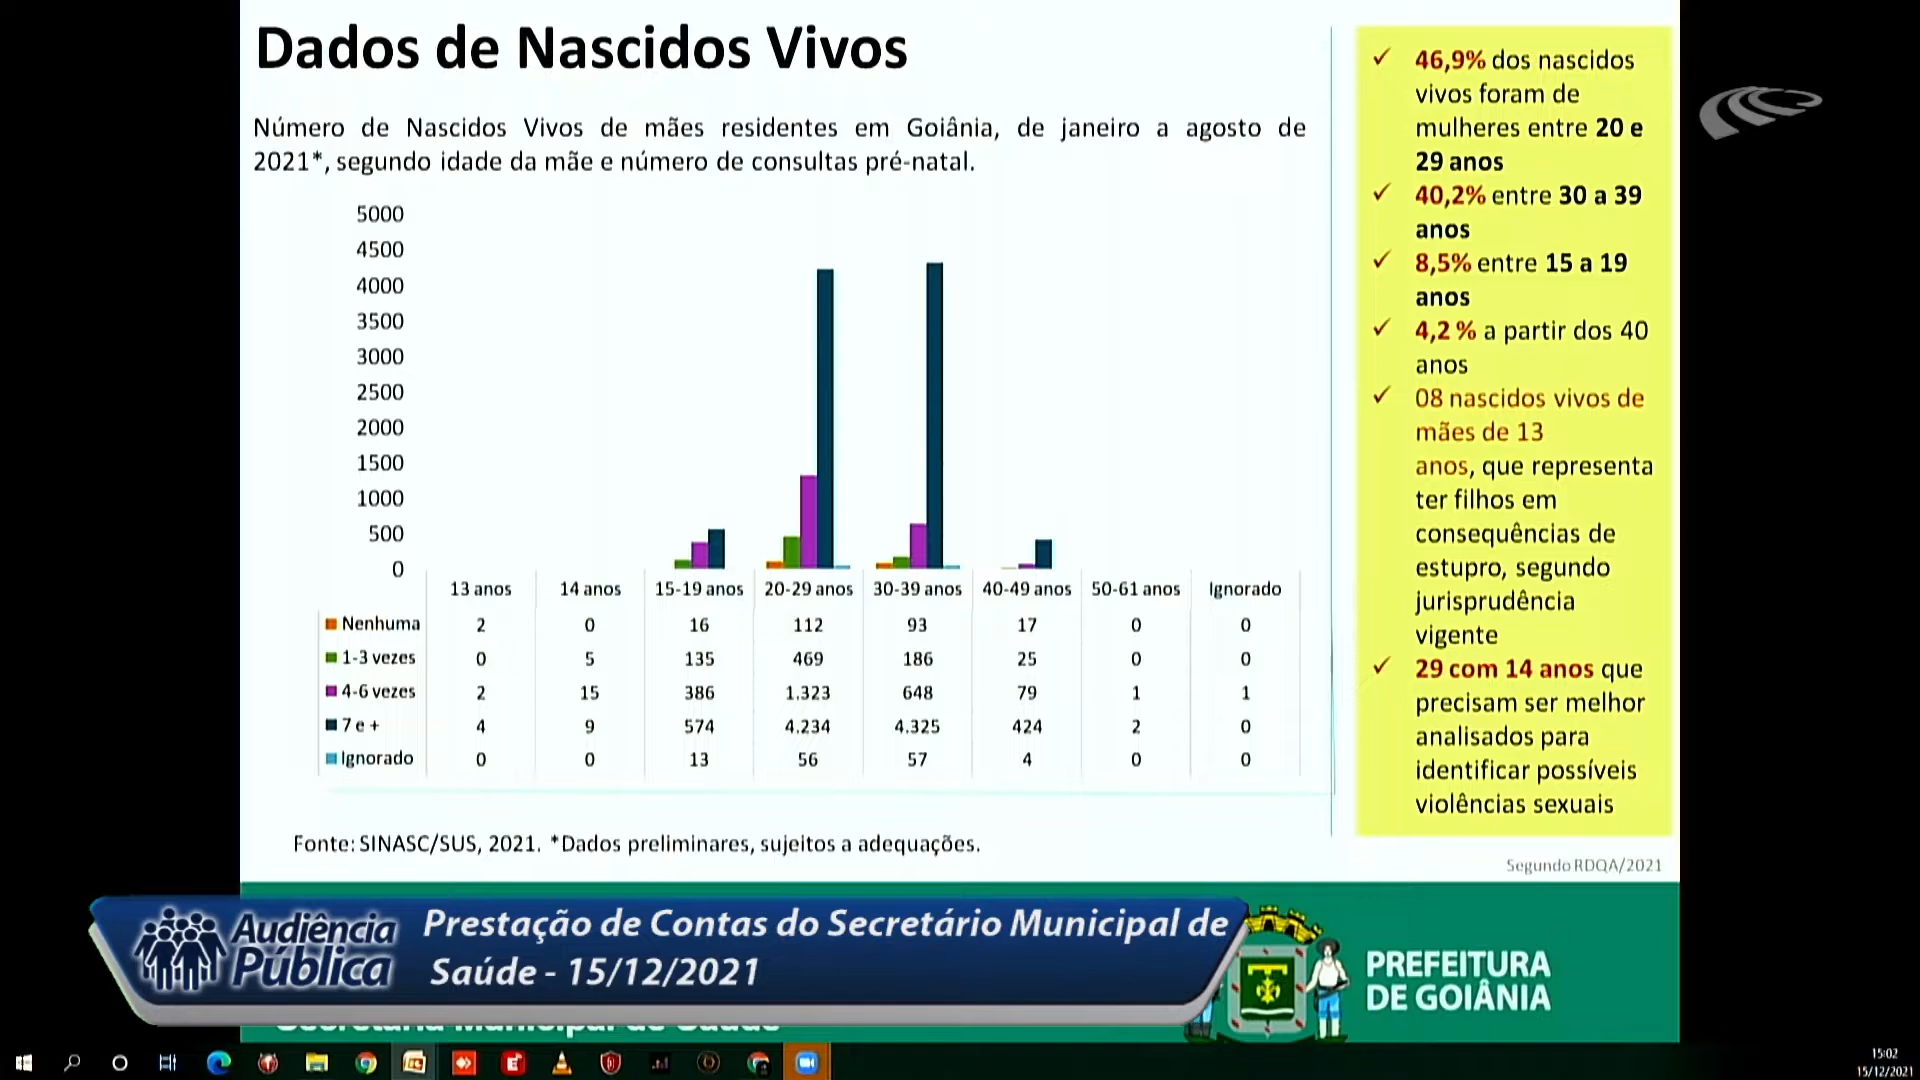 Dados de Nascidos Vivos
Número de Nascidos Vivos de mães residentes em Goiânia, de janeiro a agosto de
2021*, segundo idade da mãe e número de consultas pré-natal.
5000
4500
4000
3500
3000
2500
2000
1500
1000
500
0
13 anos 14 anos 15-19 anos 20-29 anos 30-39 anos 40-49 anos 50-61 anos Ignorado
Nenhuma 2 0 16 112 93 17 0 0
1-3 vezes 0 5 135 469 186 25 0 0
4-6 vezes 2 15 386 1.323 648 79 1 1
7 e + 4 9 574 4.234 4.325 424 2 0
Ignorado 0 0 13 56 57 4 0 0
Fonte: SINASC/SUS, 2021. *Dados preliminares, sujeitos a adequações.
✓ 46,9% dos nascidos
vivos foram de
mulheres entre 20 e
29 anos
✓ 40,2% entre 30 a 39
anos
✓ 8,5% entre 15 a 19
anos
✓ 4,2 % a partir dos 40
anos
✓ 08 nascidos vivos de
mães de 13
anos, que representa
ter filhos em
consequências de
estupro, segundo
jurisprudência
vigente
✓ 29 com 14 anos que
precisam ser melhor
analisados para
identificar possíveis
violências sexuais
Segundo RDQA/2021
Audiência
Pública
Prestação de Contas do Secretário Municipal de
Saúde - 15/12/2021
PREFEITURA
DE GOIÂNIA
Secretaria Municipal de Saúde
15:02
15/12/2021